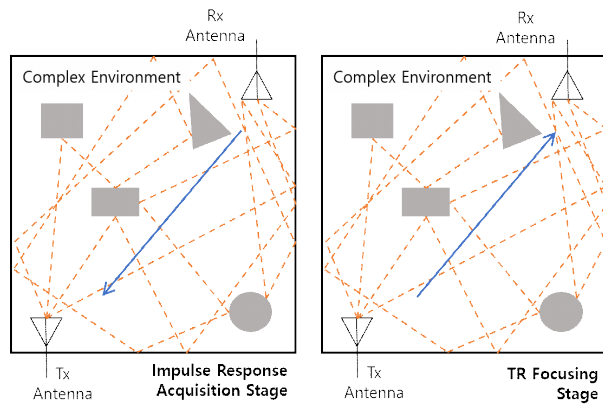 Rx
Antenna
Complex Environment
Tx
Antenna
Impulse Response
Acquisition Stage
Rx
Antenna
Complex Environment
Tx
Antenna
TR Focusing
Stage